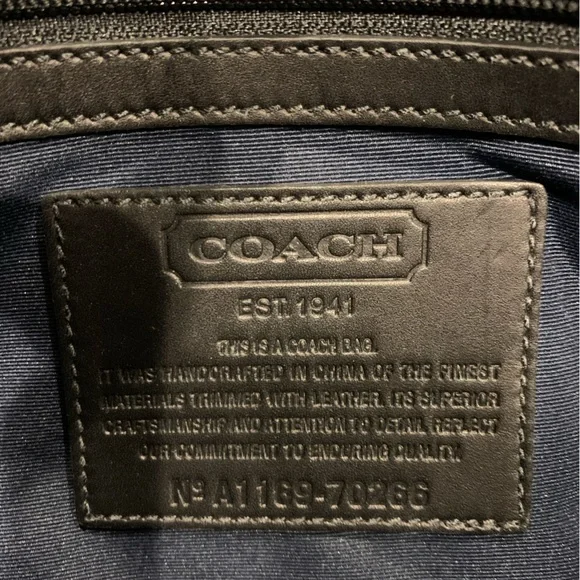 COACH
EST. 1941
THIS IS A COACH BAG.
IT WAS HANDCRAFTED IN CHINA OF THE FINEST
MATERIALS TRIMMED WITH LEATHER. ITS SUPERIOR
CRAFTSMANSHIP AND ATTENTION TO DETAIL REFLECT
OUR COMMITMENT TO ENDURING QUALITY.
Nº A1169-70266